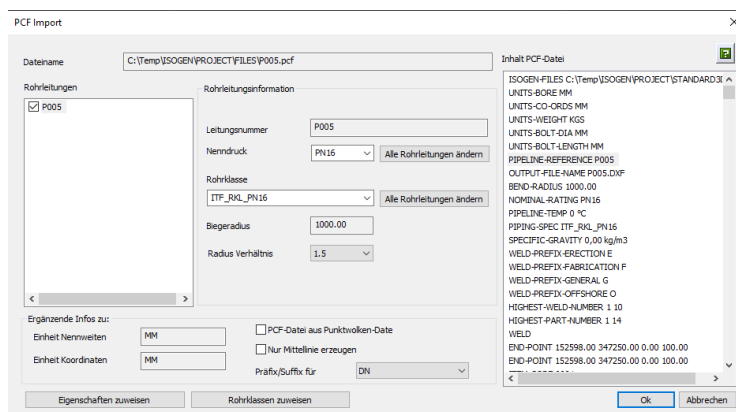 PCF Import
Dateiname
C:\Temp\ISOGEN\PROJECT\FILES\P005.pcf
Rohrleitungen
P005
Rohrleitungsinformation
Leitungsnummer
P005
Nenndruck
PN16
Alle Rohrleitungen ändern
Rohrklasse
ITF_RKL_PN16
Alle Rohrleitungen ändern
Biegeradius
1000.00
Radius Verhältnis
1.5
Ergänzende Infos zu:
Einheit Nennweiten
MM
Einheit Koordinaten
MM
PCF-Datei aus Punktwolken-Date
Nur Mittellinie erzeugen
Präfix/Suffix für
DN
Eigenschaften zuweisen
Rohrklassen zuweisen
Inhalt PCF-Datei
ISOGEN-FILES C:\Temp\ISOGEN\PROJECT\STANDARD3D
UNITS-BORE MM
UNITS-CO-ORDS MM
UNITS-WEIGHT KGS
UNITS-BOLT-DIA MM
UNITS-BOLT-LENGTH MM
PIPELINE-REFERENCE P005
OUTPUT-FILE-NAME P005.DXF
BEND-RADIUS 1000.00
NOMINAL-RATING PN16
PIPELINE-TEMP 0 °C
PIPING-SPEC ITF_RKL_PN16
SPECIFIC-GRAVITY 0,00 kg/m3
WELD-PREFIX-ERECTION E
WELD-PREFIX-FABRICATION F
WELD-PREFIX-GENERAL G
WELD-PREFIX-OFFSHORE O
HIGHEST-WELD-NUMBER 1 10
HIGHEST-PART-NUMBER 1 14
WELD
END-POINT 152598.00 347250.00 0.00 100.00
END-POINT 152598.00 347250.00 0.00 100.00
Ok
Abbrechen